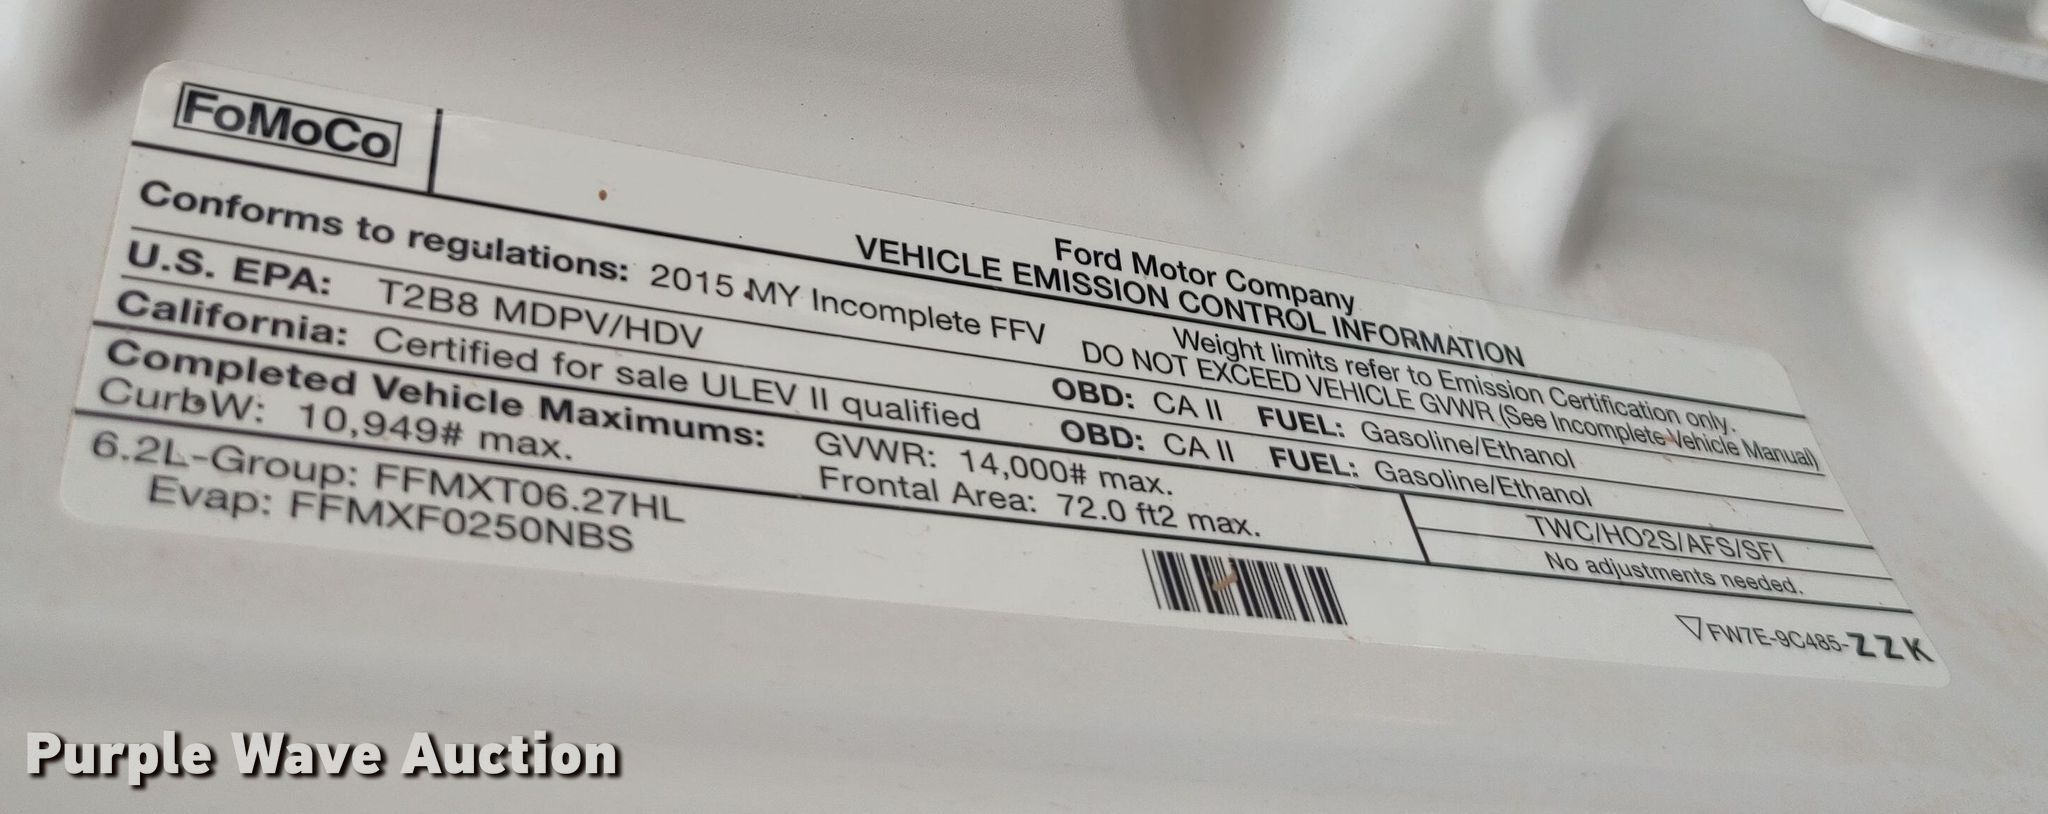 FoMoCo
Ford Motor Company
VEHICLE EMISSION CONTROL INFORMATION
Conforms to regulations: 2015 MY Incomplete FFV
Weight limits refer to Emission Certification only.
DO NOT EXCEED VEHICLE GVWR (See Incomplete Vehicle Manual)
U.S. EPA: T2B8 MDPV/HDV OBD: CA II FUEL: Gasoline/Ethanol
California: Certified for sale ULEV II qualified OBD: CA II FUEL: Gasoline/Ethanol
Completed Vehicle Maximums: GVWR: 14,000# max.
CurbW: 10,949# max. Frontal Area: 72.0 ft2 max.
TWC/HO2S/AFS/SFI
No adjustments needed.
6.2L-Group: FFMXT06.27HL
Evap: FFMXF0250NBS
FW7E-9C485-ZZK
Purple Wave Auction